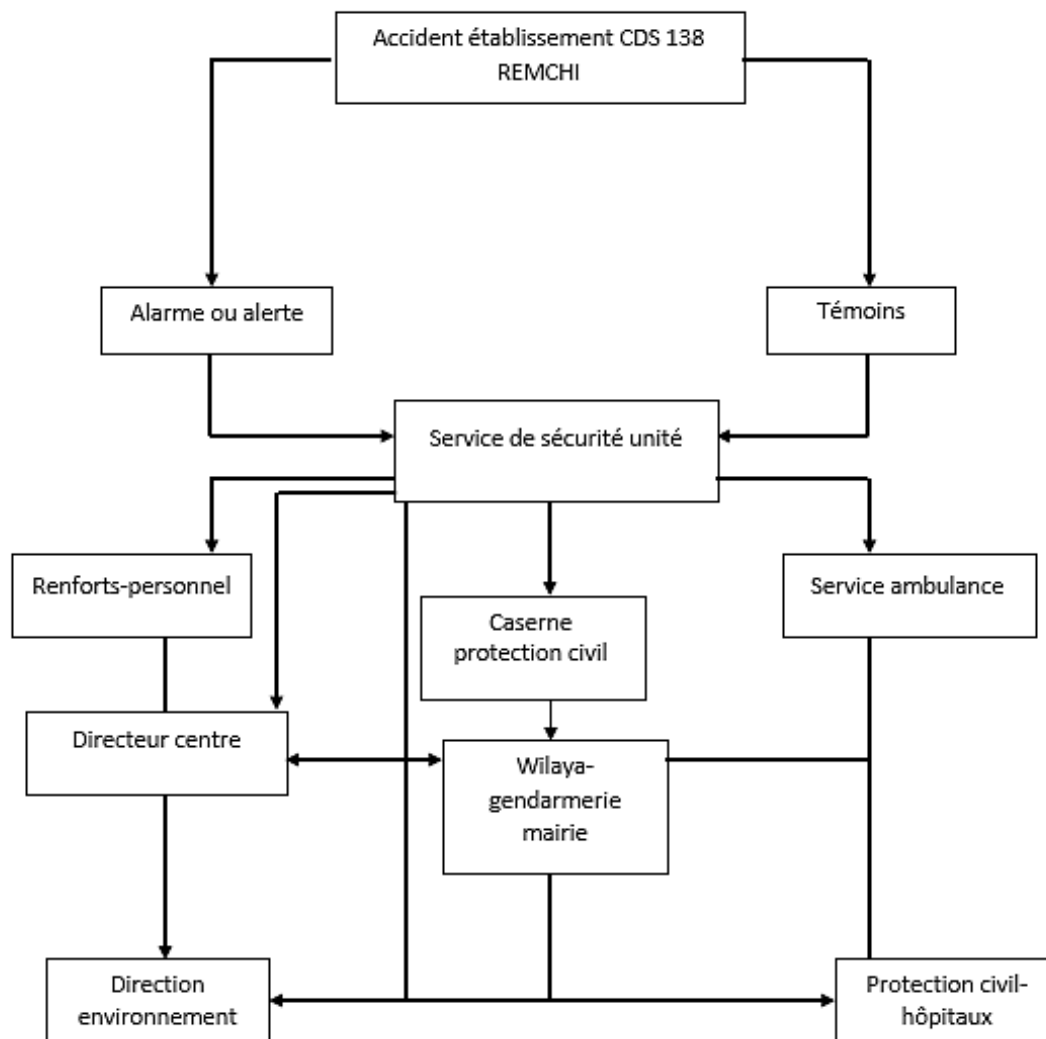 Accident établissement CDS 138
REMCHI
Alarme ou alerte
Témoins
Service de sécurité unité
Renforts-personnel
Service ambulance
Caserne
protection civil
Directeur centre
Wilaya-
gendarmerie
mairie
Direction
environnement
Protection civil-
hôpitaux